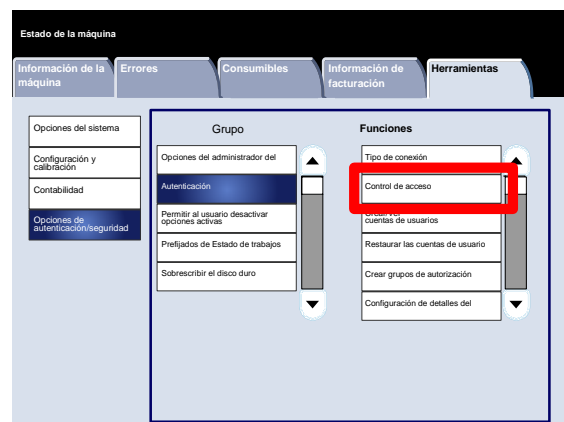 Estado de la máquina
Información de la
máquina
Errores
Consumibles
Información de
facturación
Herramientas
Opciones del sistema
Configuración y
calibración
Contabilidad
Opciones de
autenticación/seguridad
Grupo
Opciones del administrador del
Autenticación
Permitir al usuario desactivar
opciones activas
Prefijados de Estado de trabajos
Sobrescribir el disco duro
Funciones
Tipo de conexión
Control de acceso
cuentas de usuarios
Restaurar las cuentas de usuario
Crear grupos de autorización
Configuración de detalles del